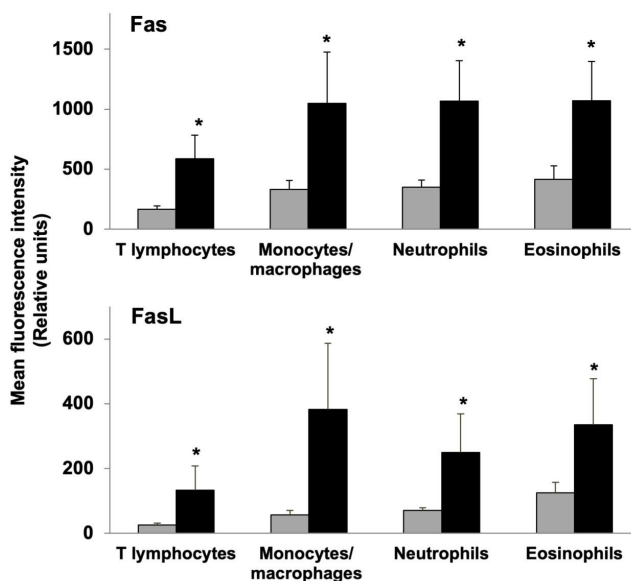 Mean fluorescence intensity
(Relative units)
Fas
1500
1000
500
0
* * * *
T lymphocytes Monocytes/ Neutrophils Eosinophils
macrophages
FasL
600
400
200
0
* * * *
T lymphocytes Monocytes/ Neutrophils Eosinophils
macrophages